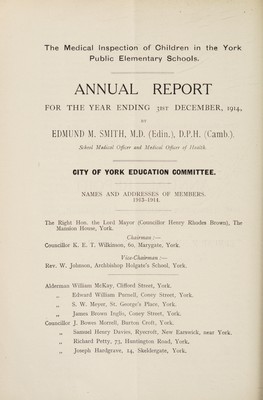 The Medical Inspection of Children in the York
Public Elementary Schools.
ANNUAL REPORT
FOR THE YEAR ENDING 31ST DECEMBER, 1914,
BY
EDMUND M. SMITH, M.D. (Edin.), D.P.H. (Camb.).
School Medical Officer and Medical Officer of Health.
CITY OF YORK EDUCATION COMMITTEE.
NAMES AND ADDRESSES OF MEMBERS.
1913-1914.
The Right Hon. the Lord Mayor (Councillor Henry Rhodes Brown), The
Mansion House, York.
Chairman :—
Councillor K. E. T. Wilkinson, 60, Marygate, York.
Vice-Chairman :—
Rev. W. Johnson, Archbishop Holgate's School, York.
Alderman William McKay, Clifford Street, York.
„ Edward William Purnell, Coney Street, York.
„ S. W. Meyer, St. George's Place, York.
„ James Brown Inglis, Coney Street, York.
Councillor J. Bowes Morrell, Burton Croft, York.
„ Samuel Henry Davies, Ryecroft, New Earswick, near York.
„ Richard Petty, 73, Huntington Road, York.
„ Joseph Hardgrave, 14, Skeldergate, York.